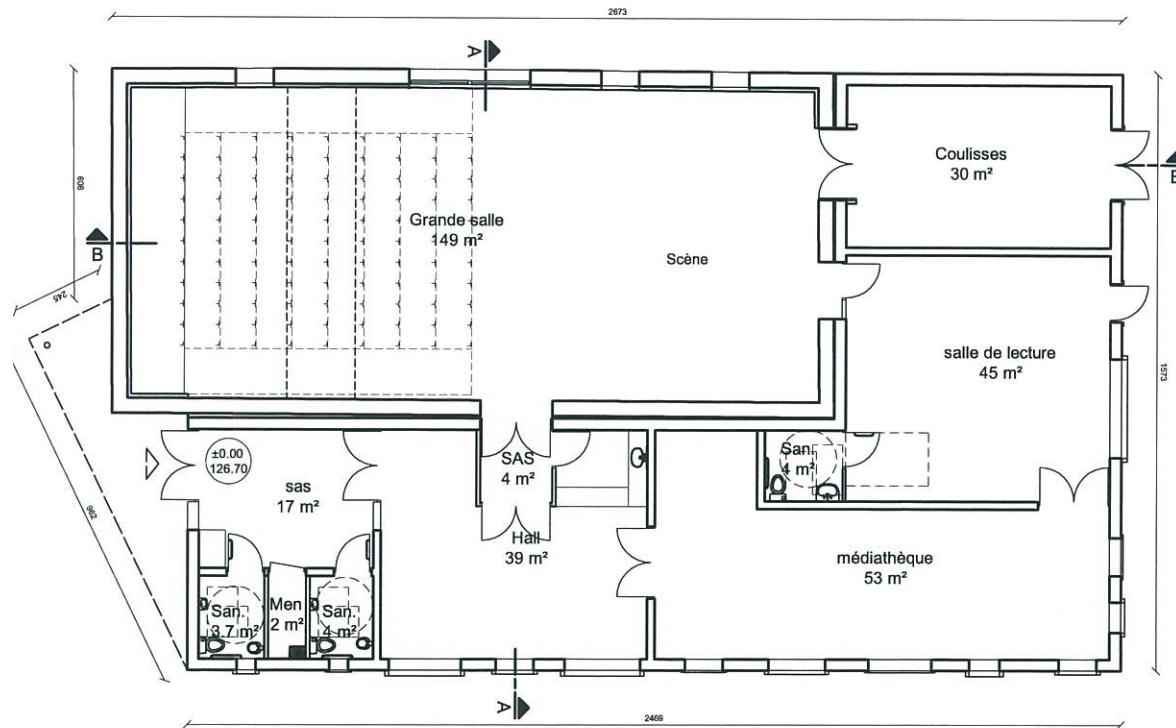 2673
A
Coulisses
30 m²
B
606
Grande salle
149 m²
Scène
B
245
salle de lecture
45 m²
1573
±0.00
126.70
SAS
4 m²
San.
4 m²
sas
17 m²
962
Hall
39 m²
médiathèque
53 m²
San.
3.7 m²
Men
2 m²
San.
4 m²
A
2469